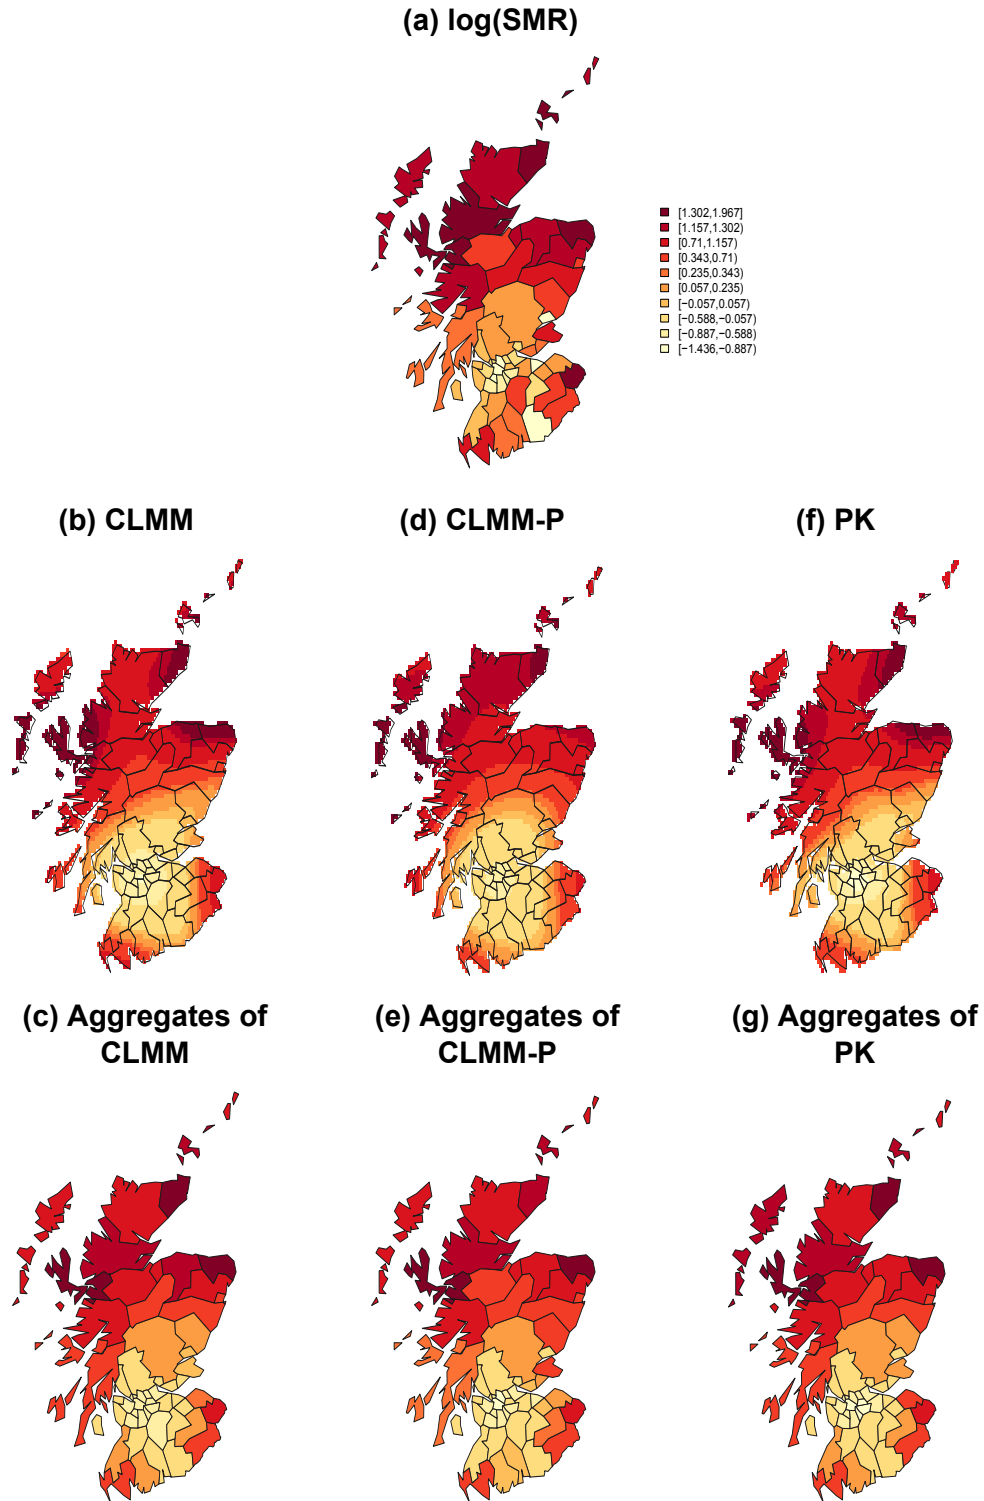 (a) log(SMR)
[1.302,1.967]
[1.157,1.302)
[0.71,1.157)
[0.343,0.71)
[0.235,0.343)
[0.057,0.235)
[−0.057,0.057)
[−0.588,−0.057)
[−0.887,−0.588)
[−1.436,−0.887)
(b) CLMM
(d) CLMM-P
(f) PK
(c) Aggregates of
CLMM
(e) Aggregates of
CLMM-P
(g) Aggregates of
PK